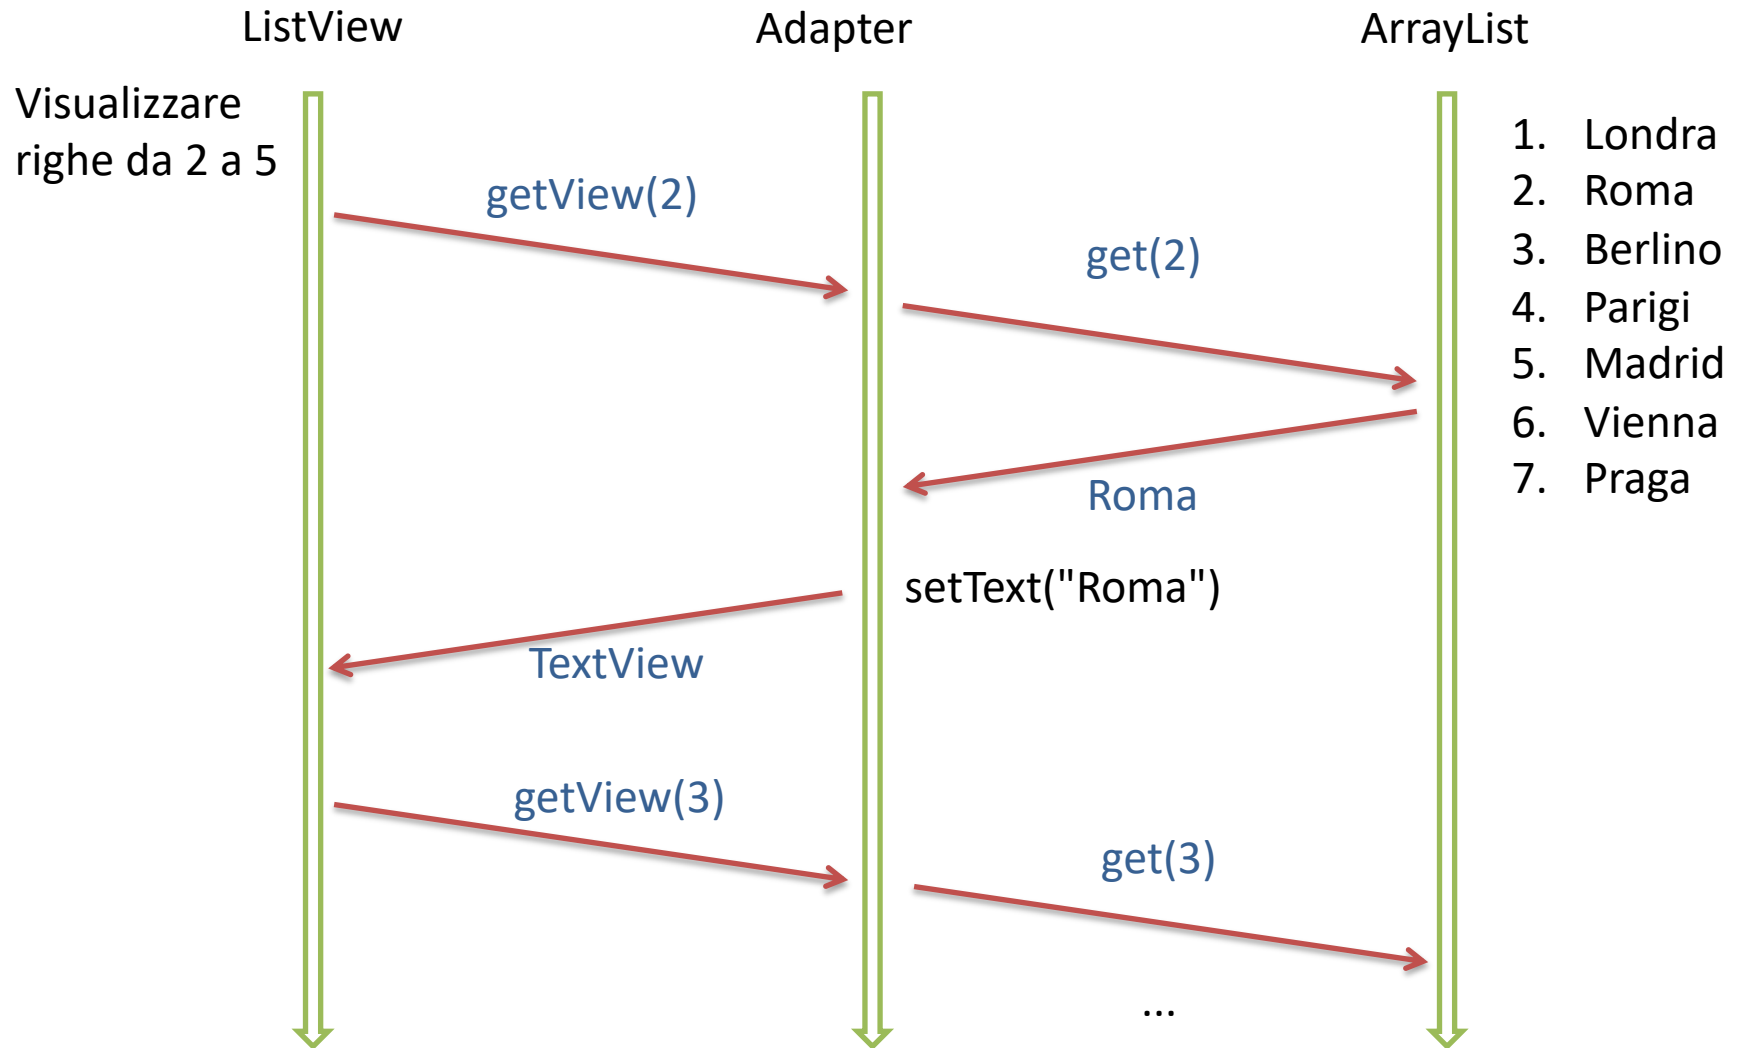 ListView
Adapter
ArrayList
Visualizzare
righe da 2 a 5
1. Londra
2. Roma
3. Berlino
4. Parigi
5. Madrid
6. Vienna
7. Praga
getView(2)
get(2)
Roma
setText("Roma")
TextView
getView(3)
get(3)
...